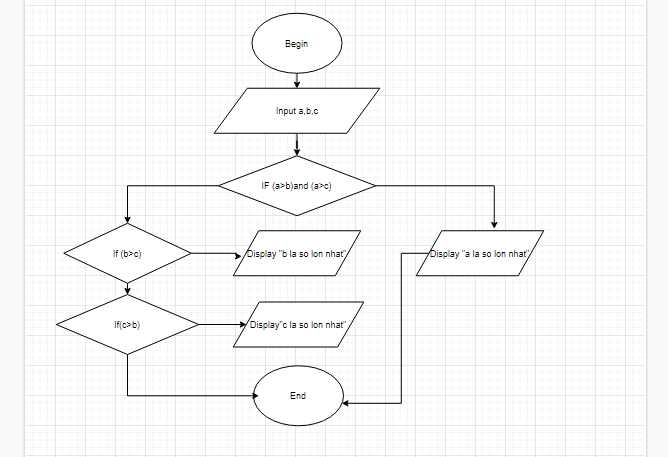 Begin
Input a,b,c
IF (a>b)and (a>c)
If (b>c)
Display "b la so lon nhat"
Display "a la so lon nhat"
If(c>b)
Display"c la so lon nhat"
End